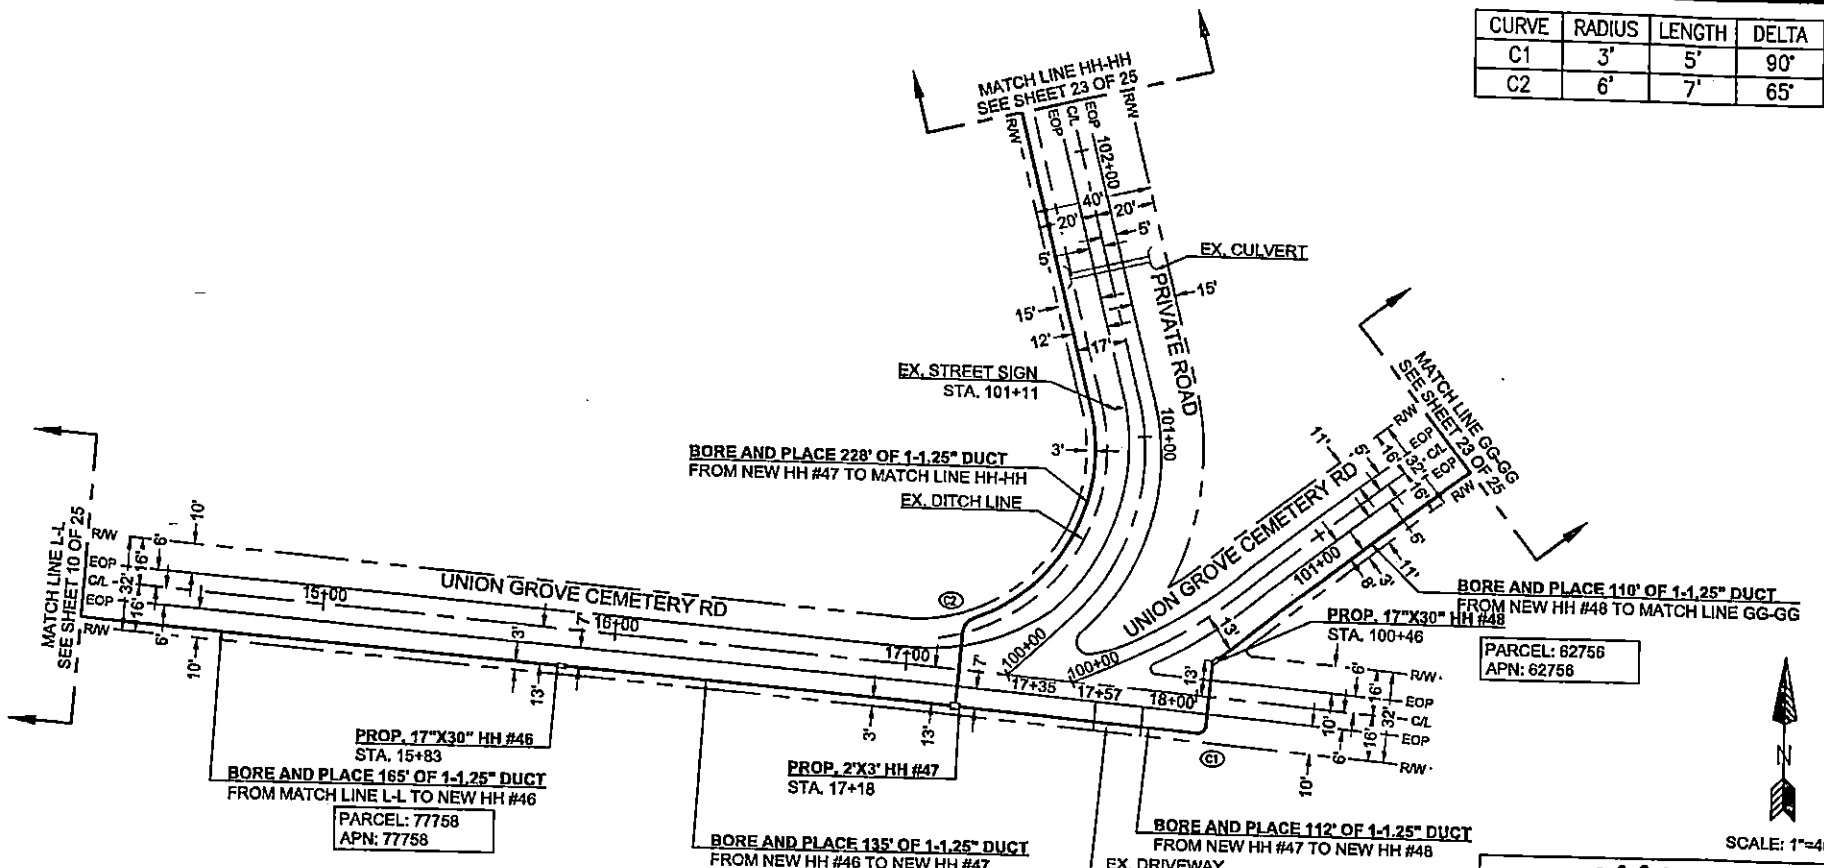 CURVE RADIUS LENGTH DELTA
C1 3' 5' 90°
C2 6' 7' 65°
MATCH LINE HH-HH
SEE SHEET 23 OF 25
R/W
EOP
C/L
EOP
R/W
102+00
40'
20'
20'
5'
5'
EX. CULVERT
PRIVATE ROAD
15'
15'
12'
17'
EX. STREET SIGN
STA. 101+11
101+00
3'
BORE AND PLACE 228' OF 1-1.25" DUCT
FROM NEW HH #47 TO MATCH LINE HH-HH
EX. DITCH LINE
MATCH LINE GG-GG
SEE SHEET 23 OF 25
R/W
EOP
C/L
EOP
R/W
11'
5'
16'
32'
16'
5'
11'
3'
8'
UNION GROVE CEMETERY RD
101+00
BORE AND PLACE 110' OF 1-1.25" DUCT
FROM NEW HH #48 TO MATCH LINE GG-GG
PROP. 17"X30" HH #48
STA. 100+46
PARCEL: 62756
APN: 62756
MATCH LINE L-L
SEE SHEET 10 OF 25
R/W
EOP
C/L
EOP
R/W
32'
16'
16'
6'
6'
10'
10'
15+00
UNION GROVE CEMETERY RD
3'
7'
16+00
17+00
C2
7'
100+00
100+00
13'
13'
17+35
17+57
18+00
13'
3'
13'
6'
16'
32'
10'
16'
6'
10'
R/W
EOP
C/L
EOP
R/W
C1
PROP. 17"X30" HH #46
STA. 15+83
BORE AND PLACE 165' OF 1-1.25" DUCT
FROM MATCH LINE L-L TO NEW HH #46
PARCEL: 77758
APN: 77758
PROP. 2'X3' HH #47
STA. 17+18
BORE AND PLACE 135' OF 1-1.25" DUCT
FROM NEW HH #46 TO NEW HH #47
BORE AND PLACE 112' OF 1-1.25" DUCT
FROM NEW HH #47 TO NEW HH #48
EX. DRIVEWAY
N
SCALE: 1"=4